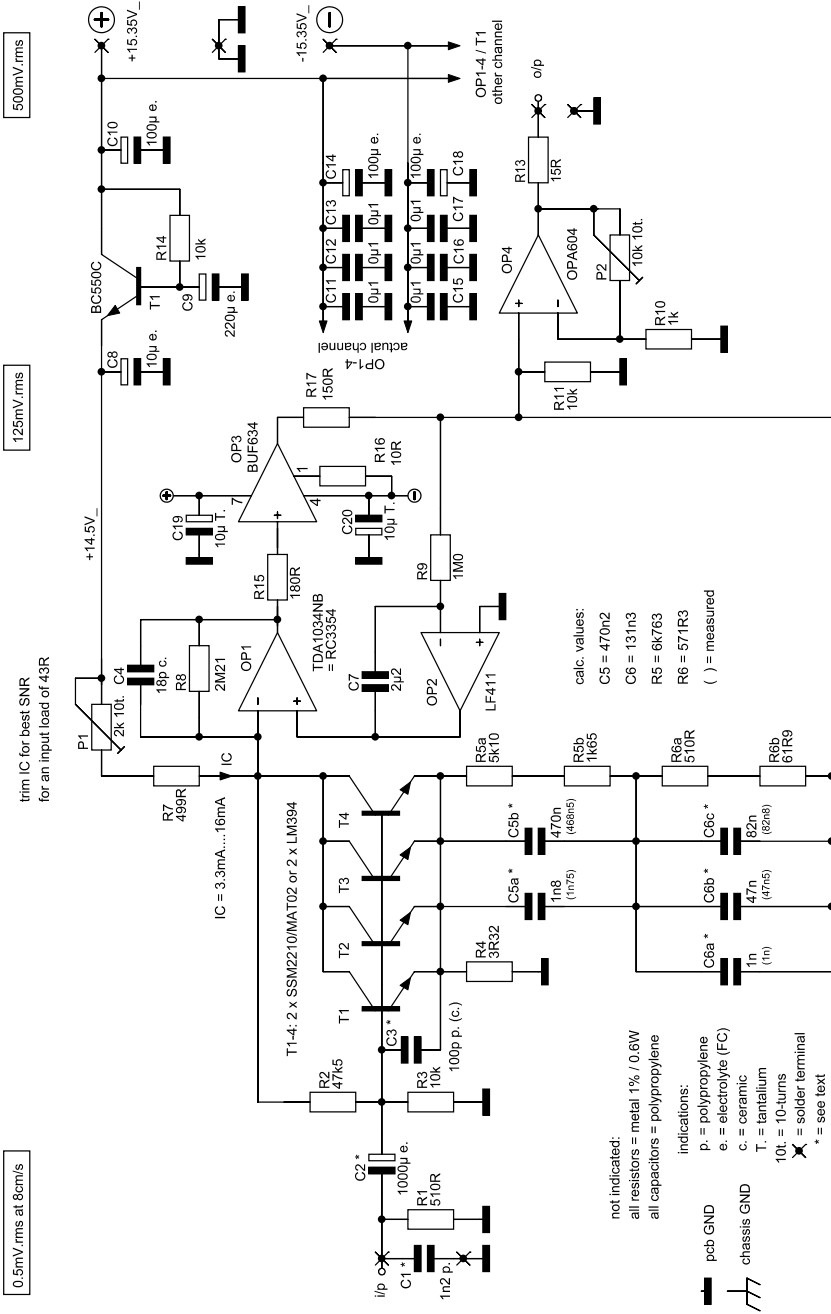 0.5mV.rms at 8cm/s
125mV.rms
500mV.rms
trim IC for best SNR
for an input load of 43R
P1
2k 10t.
R7
499R
IC
IC = 3.3mA....16mA
+14.5V_
C8
10µ e.
BC550C
T1
C9
220µ e.
R14
10k
C10
100µ e.
+15.35V_
-15.35V_
C4
18p c.
R8
2M21
OP1
TDA1034NB
= RC3354
R15
180R
C19
10µ T.
OP3
BUF634
7
1
4
C20
10µ T.
R16
10R
R17
150R
C7
2µ2
R9
1M0
OP2
LF411
OP1-4
actual channel
C11
0µ1
C12
0µ1
C13
0µ1
C14
100µ e.
C15
0µ1
C16
0µ1
C17
0µ1
C18
100µ e.
OP1-4 / T1
other channel
OP4
OPA604
R11
10k
R10
1k
P2
10k 10t.
R13
15R
o/p
T1-4: 2 x SSM2210/MAT02 or 2 x LM394
T1
T2
T3
T4
i/p
C1 *
1n2 p.
R1
510R
C2 *
1000µ e.
R2
47k5
R3
10k
C3 *
100p p. (c.)
R4
3R32
C5a *
1n8
(1n75)
C5b *
470n
(468n5)
R5a
5k10
R5b
1k65
C6a *
1n
(1n)
C6b *
47n
(47n5)
C6c *
82n
(82n8)
R6a
510R
R6b
61R9
calc. values:
C5 = 470n2
C6 = 131n3
R5 = 6k763
R6 = 571R3
( ) = measured
not indicated:
all resistors = metal 1% / 0.6W
all capacitors = polypropylene
indications:
p. = polypropylene
e. = electrolyte (FC)
c. = ceramic
T. = tantalium
10t. = 10-turns
= solder terminal
* = see text
pcb GND
chassis GND